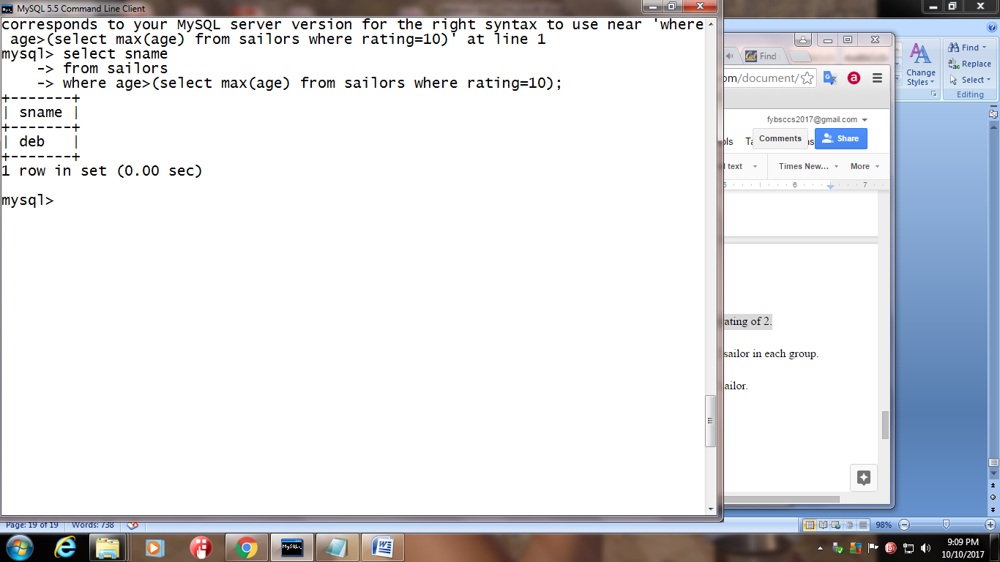 MySQL 5.5 Command Line Client
corresponds to your MySQL server version for the right syntax to use near 'where
age>(select max(age) from sailors where rating=10)' at line 1
mysql> select sname
-> from sailors
-> where age>(select max(age) from sailors where rating=10);
+-------+
| sname |
+-------+
| deb   |
+-------+
1 row in set (0.00 sec)
mysql>
Find
om/document/
fybsccs2017@gmail.com
ols
Comments
Share
l text
Times New...
More
6
7
ating of 2.
sailor in each group.
ailor.
Change
Styles
Find
Replace
Select
Editing
Page: 19 of 19
Words: 738
98%
9:09 PM
10/10/2017